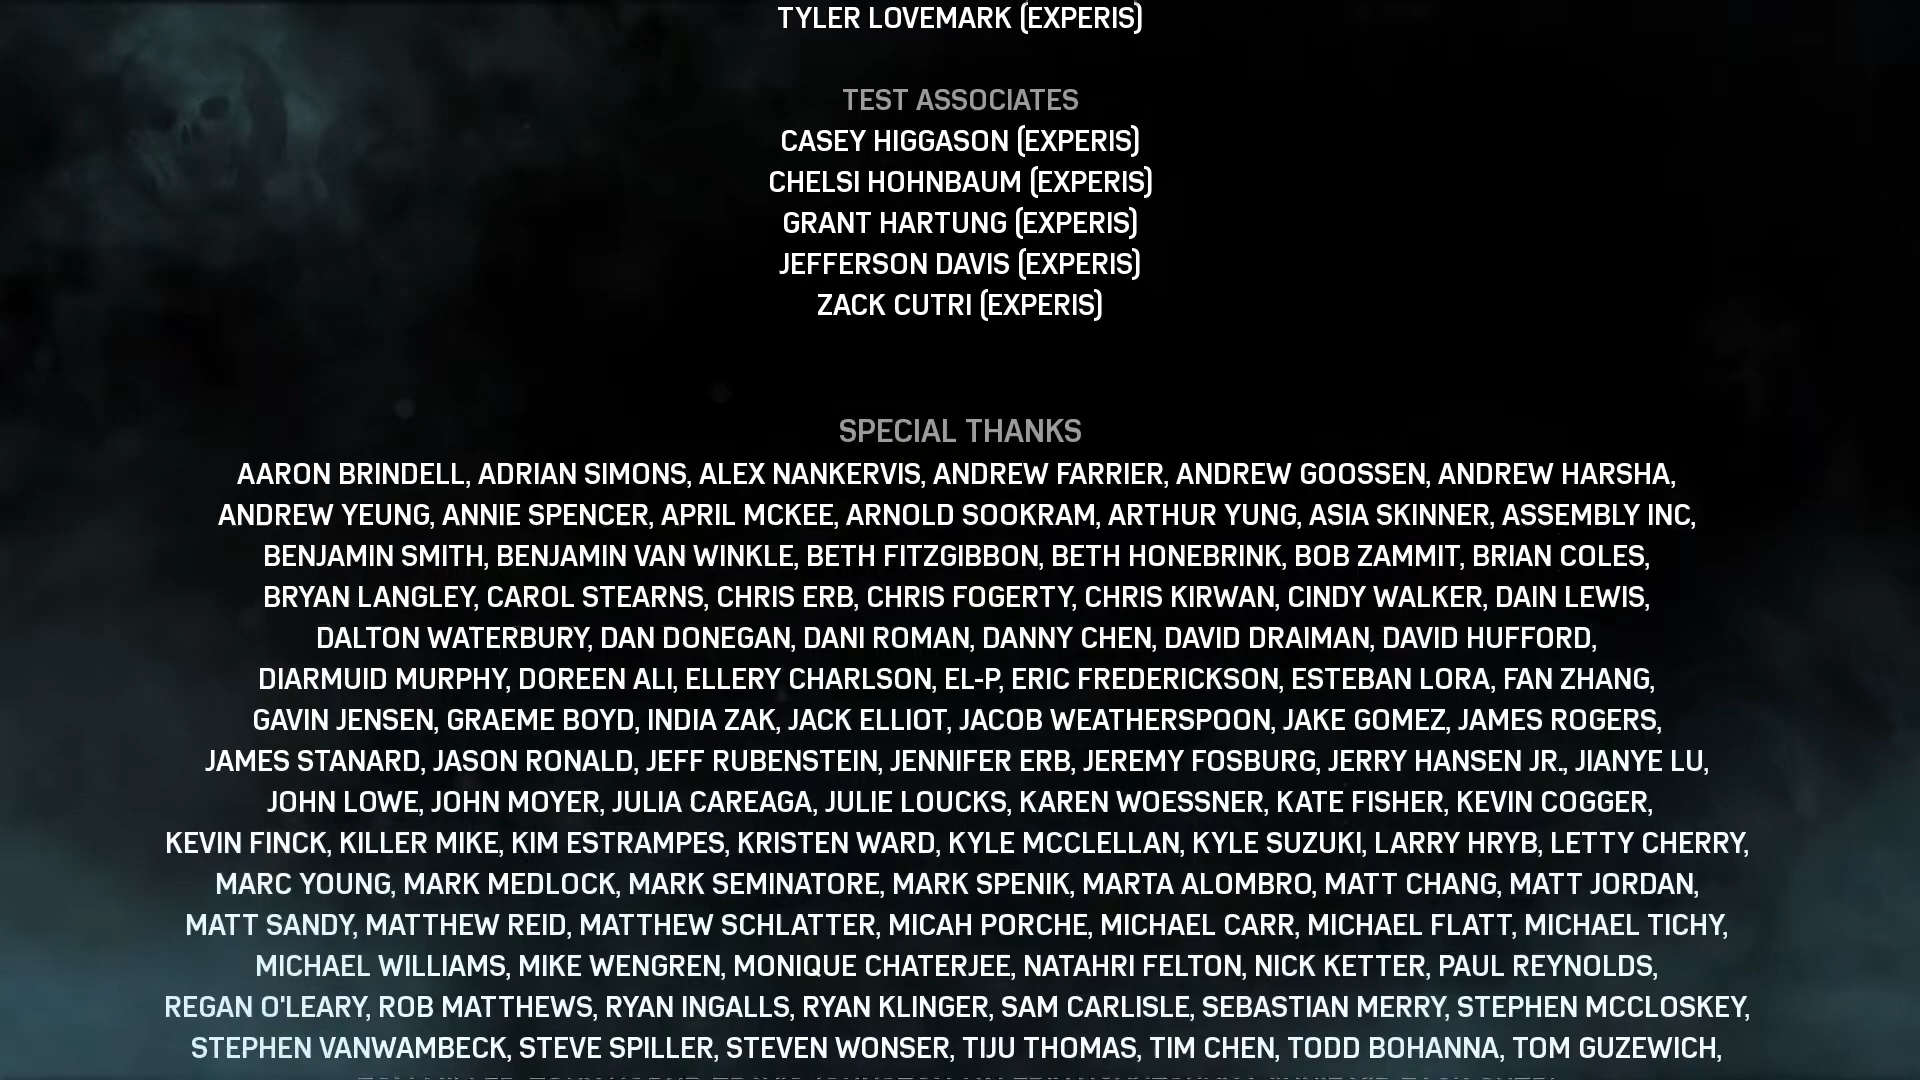 TYLER LOVEMARK (EXPERIS)
TEST ASSOCIATES
CASEY HIGGASON (EXPERIS)
CHELSI HOHNBAUM (EXPERIS)
GRANT HARTUNG (EXPERIS)
JEFFERSON DAVIS (EXPERIS)
ZACK CUTRI (EXPERIS)
SPECIAL THANKS
AARON BRINDELL, ADRIAN SIMONS, ALEX NANKERVIS, ANDREW FARRIER, ANDREW GOOSSEN, ANDREW HARSHA,
ANDREW YEUNG, ANNIE SPENCER, APRIL MCKEE, ARNOLD SOOKRAM, ARTHUR YUNG, ASIA SKINNER, ASSEMBLY INC,
BENJAMIN SMITH, BENJAMIN VAN WINKLE, BETH FITZGIBBON, BETH HONEBRINK, BOB ZAMMIT, BRIAN COLES,
BRYAN LANGLEY, CAROL STEARNS, CHRIS ERB, CHRIS FOGERTY, CHRIS KIRWAN, CINDY WALKER, DAIN LEWIS,
DALTON WATERBURY, DAN DONEGAN, DANI ROMAN, DANNY CHEN, DAVID DRAIMAN, DAVID HUFFORD,
DIARMUID MURPHY, DOREEN ALI, ELLERY CHARLSON, EL-P, ERIC FREDERICKSON, ESTEBAN LORA, FAN ZHANG,
GAVIN JENSEN, GRAEME BOYD, INDIA ZAK, JACK ELLIOT, JACOB WEATHERSPOON, JAKE GOMEZ, JAMES ROGERS,
JAMES STANARD, JASON RONALD, JEFF RUBENSTEIN, JENNIFER ERB, JEREMY FOSBURG, JERRY HANSEN JR., JIANYE LU,
JOHN LOWE, JOHN MOYER, JULIA CAREAGA, JULIE LOUCKS, KAREN WOESSNER, KATE FISHER, KEVIN COGGER,
KEVIN FINCK, KILLER MIKE, KIM ESTRAMPES, KRISTEN WARD, KYLE MCCLELLAN, KYLE SUZUKI, LARRY HRYB, LETTY CHERRY,
MARC YOUNG, MARK MEDLOCK, MARK SEMINATORE, MARK SPENIK, MARTA ALOMBRO, MATT CHANG, MATT JORDAN,
MATT SANDY, MATTHEW REID, MATTHEW SCHLATTER, MICAH PORCHE, MICHAEL CARR, MICHAEL FLATT, MICHAEL TICHY,
MICHAEL WILLIAMS, MIKE WENGREN, MONIQUE CHATERJEE, NATAHRI FELTON, NICK KETTER, PAUL REYNOLDS,
REGAN O'LEARY, ROB MATTHEWS, RYAN INGALLS, RYAN KLINGER, SAM CARLISLE, SEBASTIAN MERRY, STEPHEN MCCLOSKEY,
STEPHEN VANWAMBECK, STEVE SPILLER, STEVEN WONSER, TIJU THOMAS, TIM CHEN, TODD BOHANNA, TOM GUZEWICH,